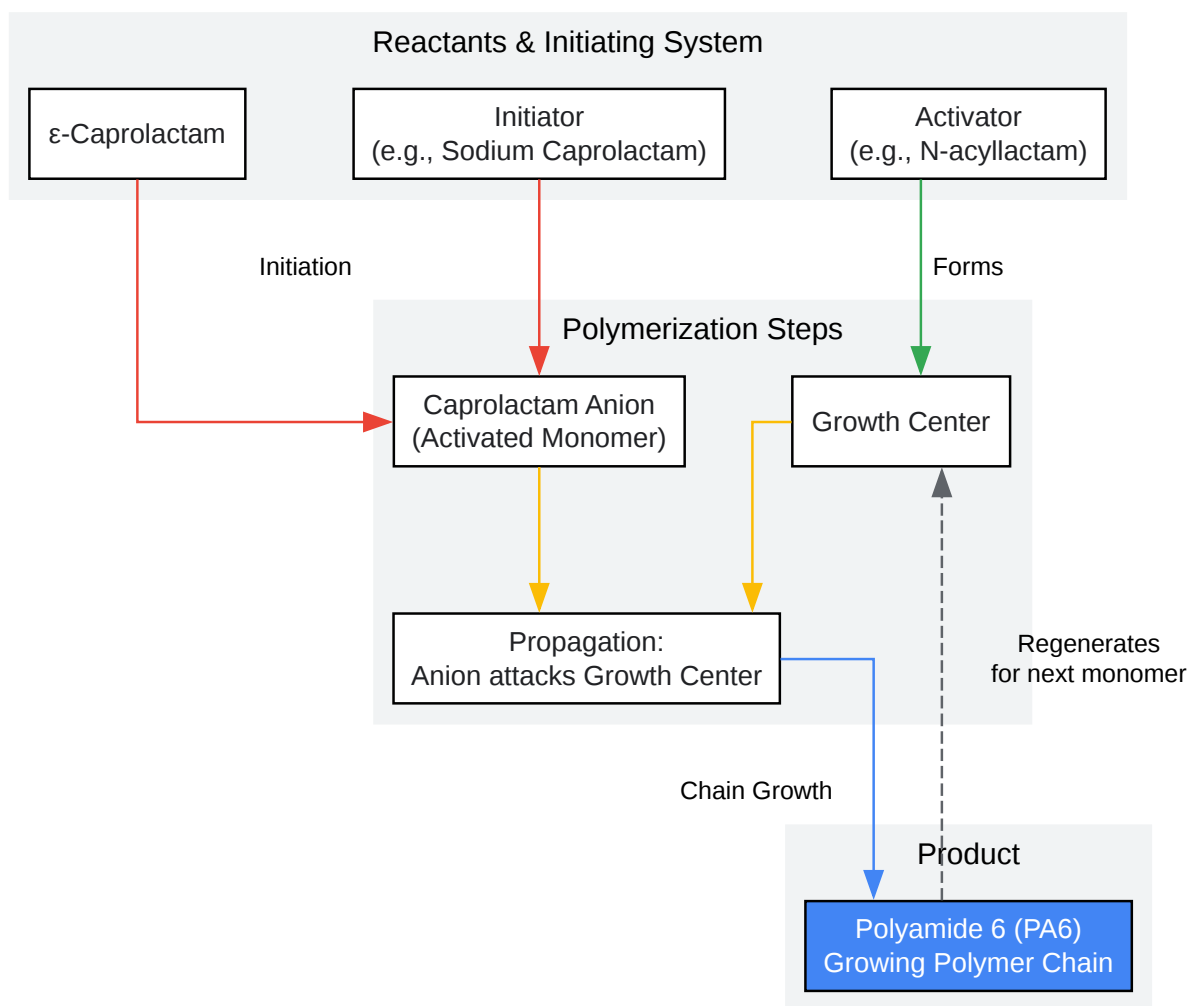 Reactants & Initiating System
ε-Caprolactam
Initiator
(e.g., Sodium Caprolactam)
Activator
(e.g., N-acyllactam)
Initiation
Forms
Polymerization Steps
Caprolactam Anion
(Activated Monomer)
Growth Center
Propagation:
Anion attacks Growth Center
Regenerates
for next monomer
Chain Growth
Product
Polyamide 6 (PA6)
Growing Polymer Chain